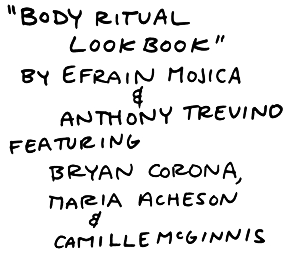 "BODY RITUAL
LOOKBOOK"
BY EFRAIN MOJICA
&
ANTHONY TREVINO
FEATURING
BRYAN CORONA,
MARIA ACHESON
&
CAMILLE MCGINNIS